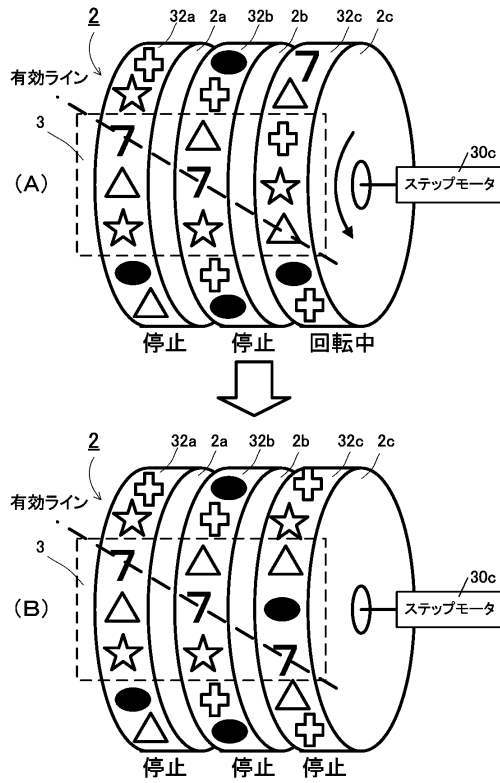 2
32a 2a 32b 2b 32c 2c
有効ライン
3
7
7
7
30c
ステップモータ
(A)
停止 停止 回転中
2
32a 2a 32b 2b 32c 2c
有効ライン
3
7
7
7
30c
ステップモータ
(B)
停止 停止 停止